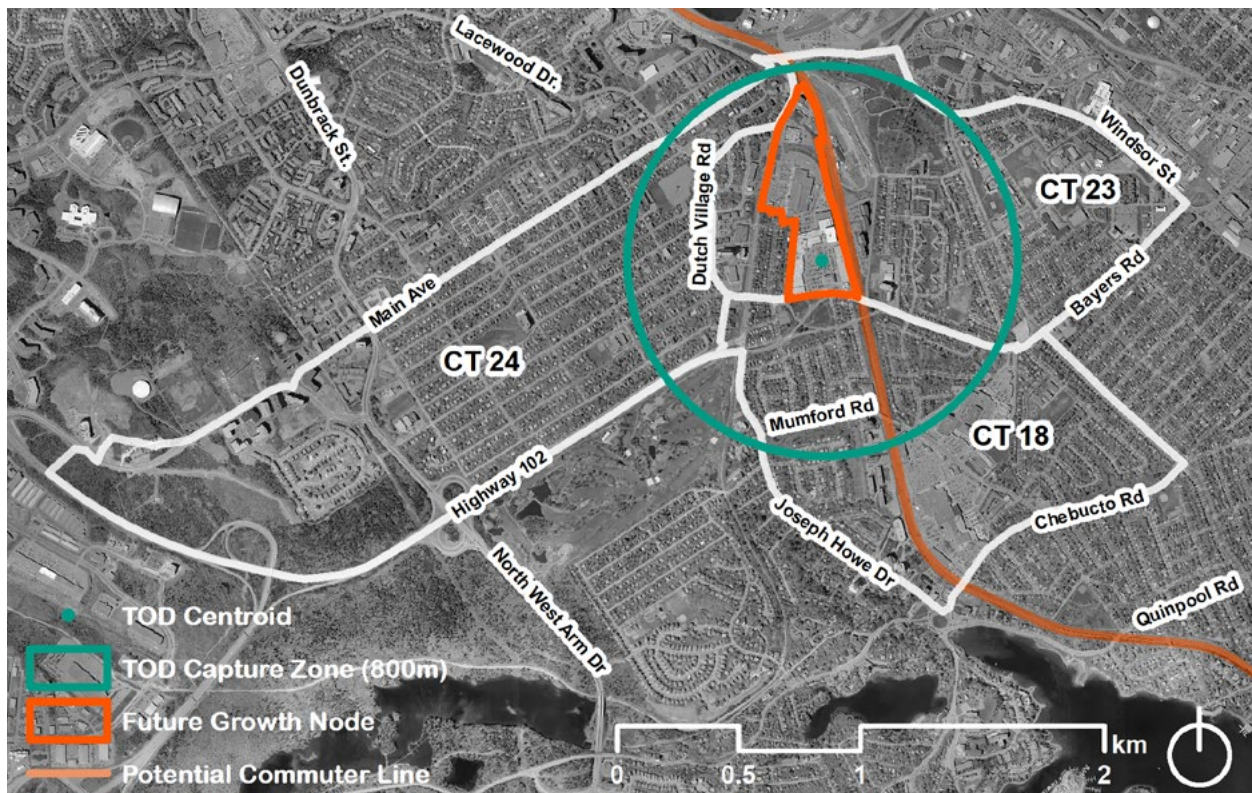 Lacewood Dr.
Dunbrack St.
Windsor St
CT 23
Dutch Village Rd
Bayers Rd
Main Ave
CT 24
Mumford Rd
CT 18
Highway 102
Chebucto Rd
Joseph Howe Dr
North West Arm Dr
Quinpool Rd
TOD Centroid
TOD Capture Zone (800m)
Future Growth Node
Potential Commuter Line
km
0 0.5 1 2